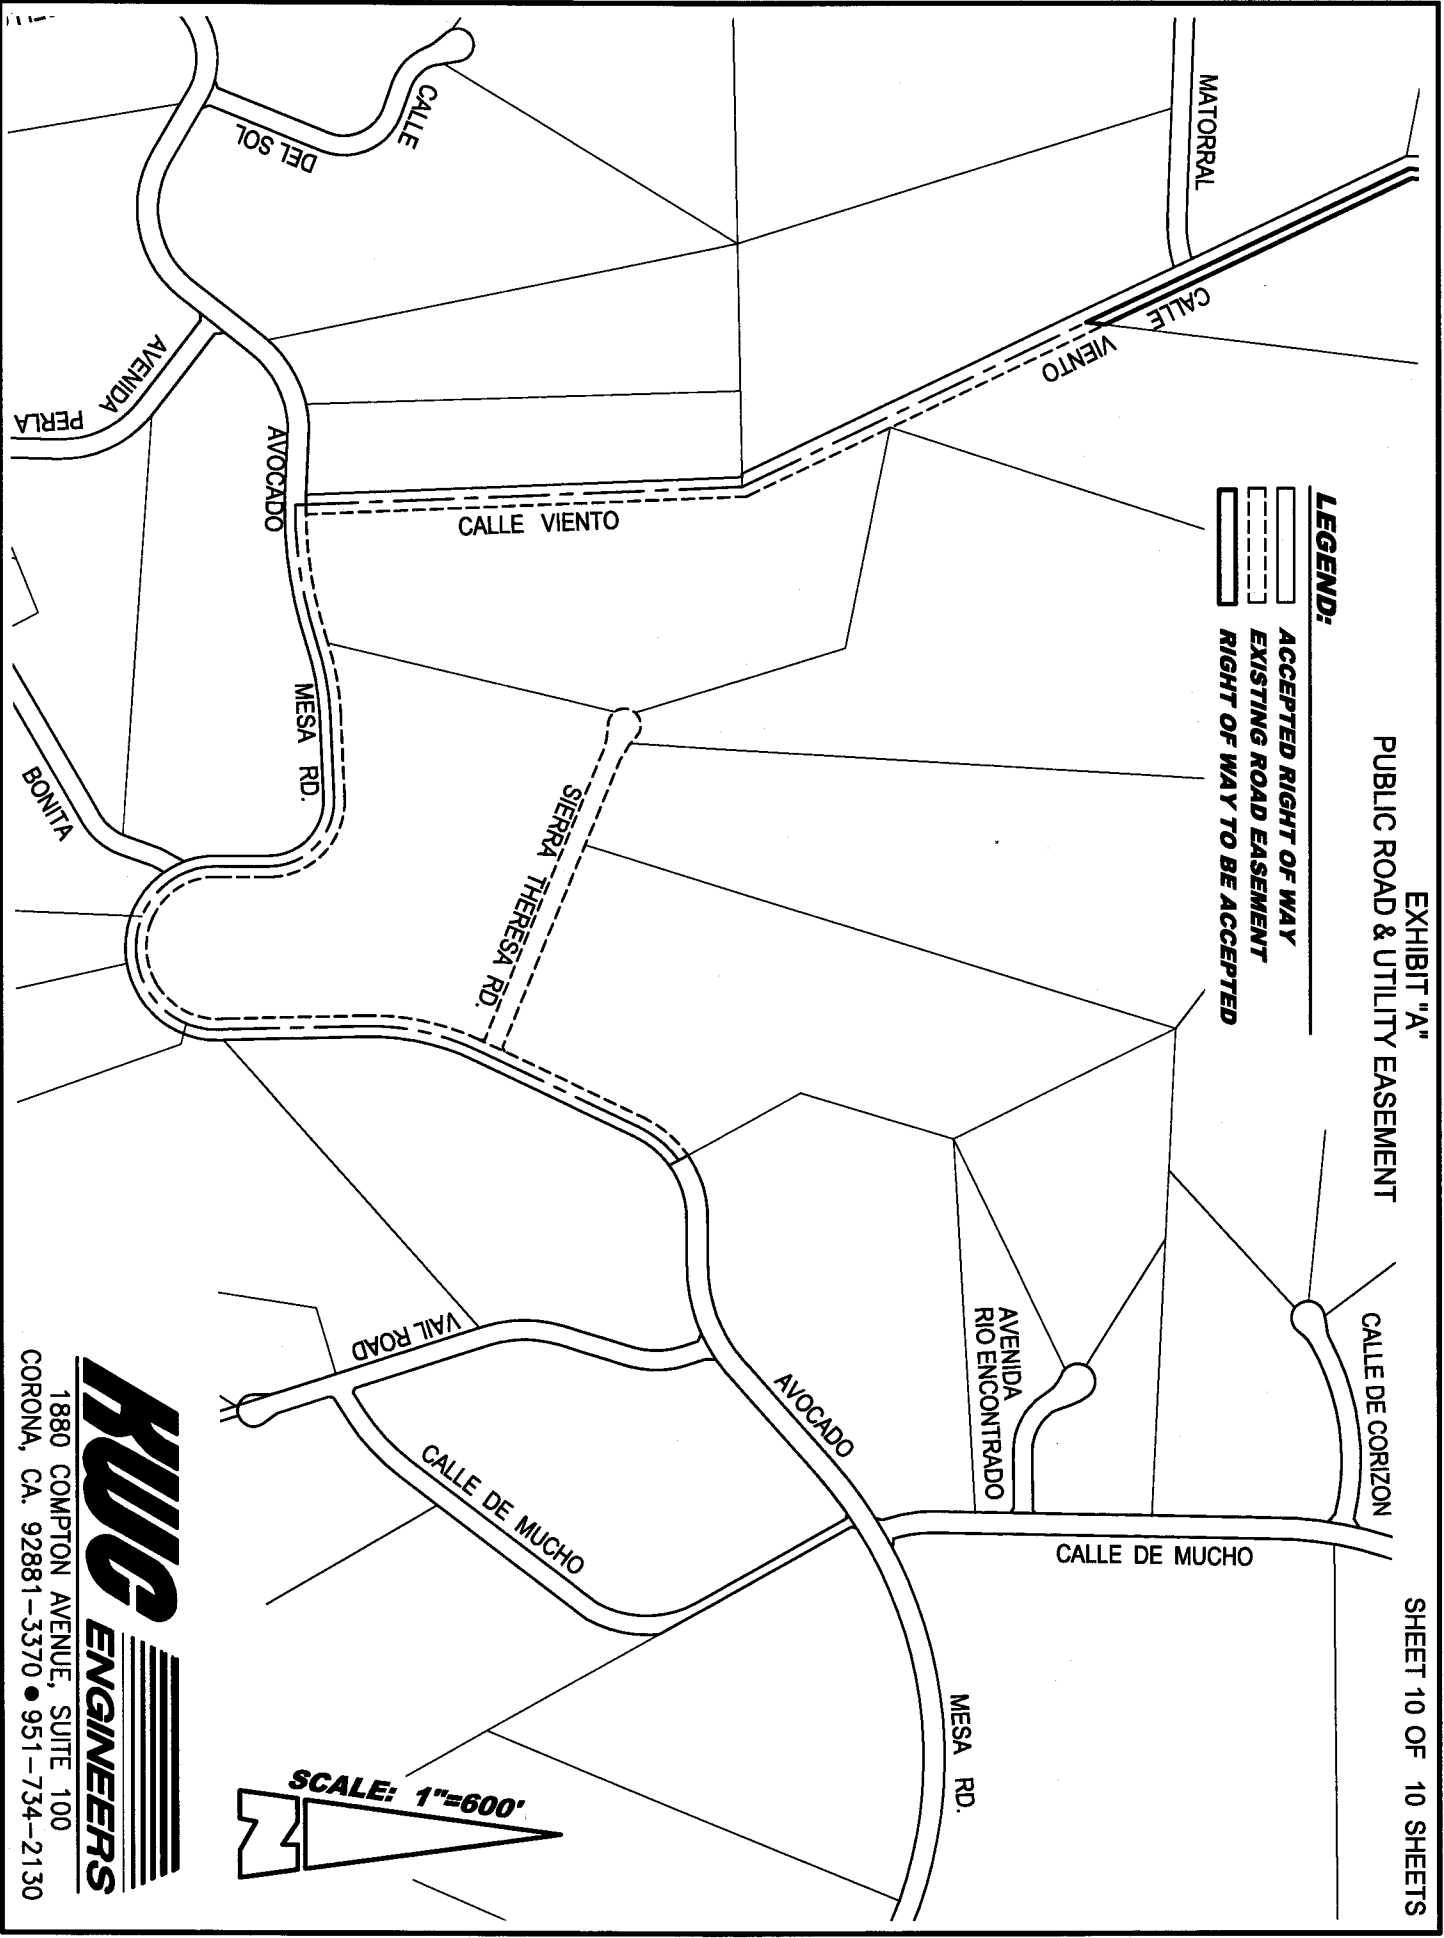 EXHIBIT "A"
PUBLIC ROAD & UTILITY EASEMENT
SHEET 10 OF 10 SHEETS
LEGEND:
ACCEPTED RIGHT OF WAY
EXISTING ROAD EASEMENT
RIGHT OF WAY TO BE ACCEPTED
MATORRAL
CALLE
VIENTO
CALLE VIENTO
CALLE
DEL SOL
AVENIDA
PERLA
AVOCADO
MESA RD.
BONITA
SIERRA THERESA RD.
CALLE DE CORIZON
AVENIDA
RIO ENCONTRADO
CALLE DE MUCHO
AVOCADO
MESA RD.
VAIL ROAD
CALLE DE MUCHO
SCALE: 1"=600'
N
KWC ENGINEERS
1880 COMPTON AVENUE, SUITE 100
CORONA, CA. 92881-3370 • 951-734-2130